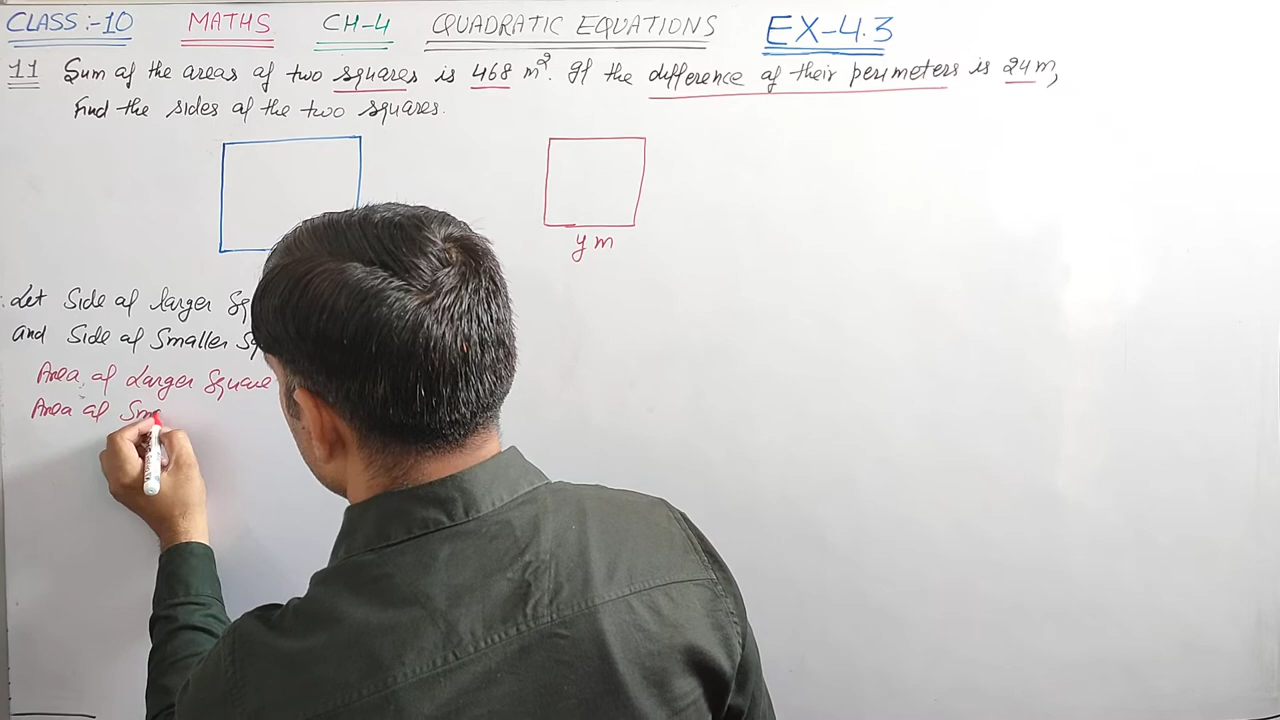 CLASS :-10 MATHS CH-4 QUADRATIC EQUATIONS EX-4.3
11 Sum of the areas of two squares is 468 m². If the difference of their perimeters is 24 m,
Find the sides of the two squares.
y m
Let Side of larger Sq
and Side of Smaller Sq
Area of Larger Square
Area of Sm